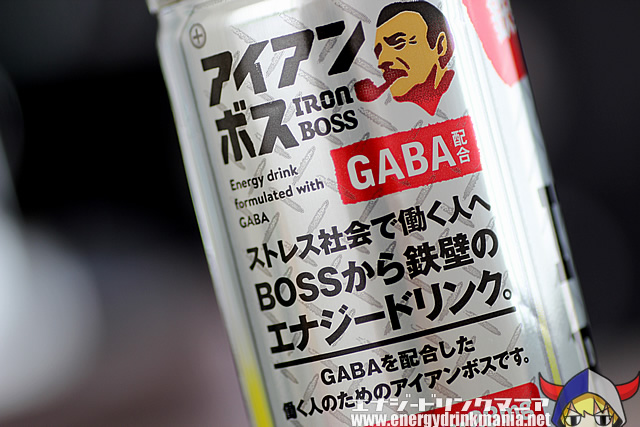 アイアン
ボス
IRON
BOSS
GABA
配合
Energy drink
formulated with
GABA
ストレス社会で働く人へ
BOSSから鉄壁の
エナジードリンク。
GABAを配合した
働く人のためのアイアンボスです。
エナジードリンクマニア
www.energydrinkmania.net